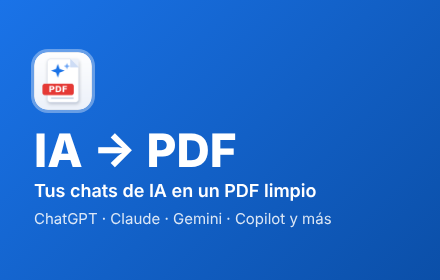 PDF
IA → PDF
Tus chats de IA en un PDF limpio
ChatGPT · Claude · Gemini · Copilot y más